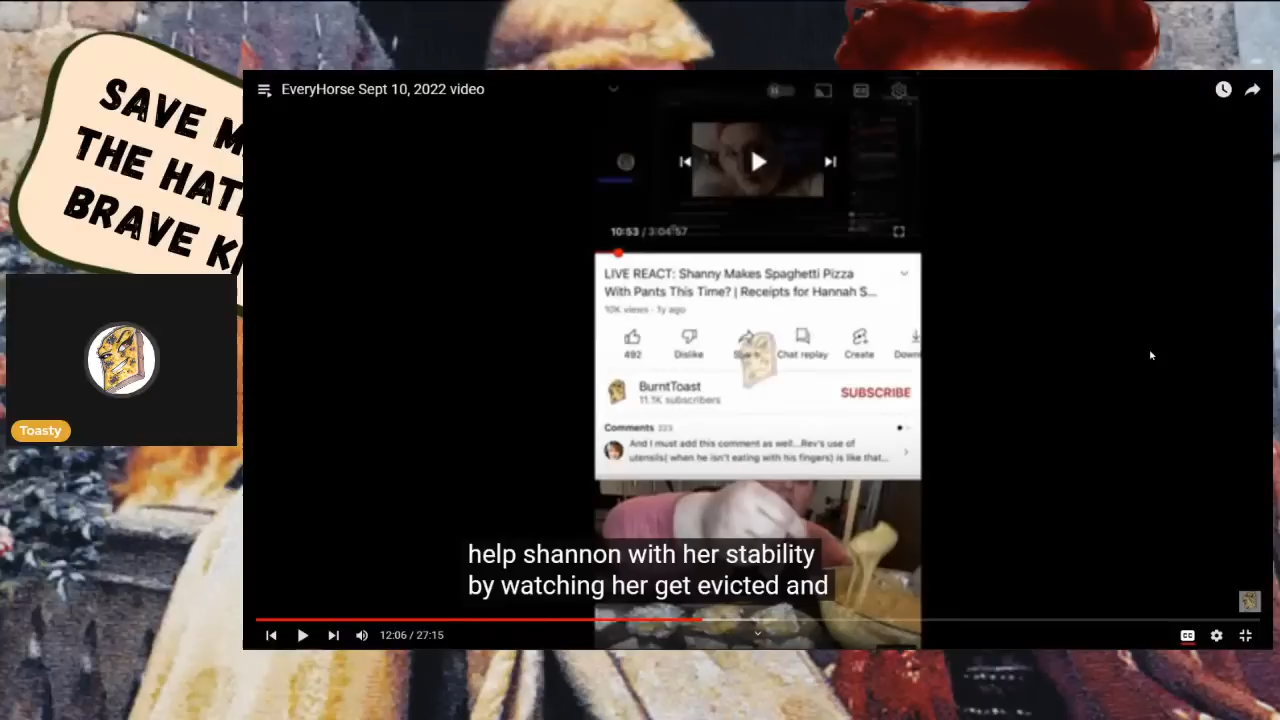 SAVE M
THE HAT
BRAVE K
EveryHorse Sept 10, 2022 video
10:53 / 3:04:57
LIVE REACT: Shanny Makes Spaghetti Pizza
With Pants This Time? | Receipts for Hannah S...
10K views · 1y ago
492
Dislike
Chat replay
Create
Down
BurntToast
11.1K subscribers
SUBSCRIBE
Comments 223
And I must add this comment as well...Rev's use of
utensils( when he isn't eating with his fingers) is like that...
Toasty
help shannon with her stability
by watching her get evicted and
12:06 / 27:15
CC